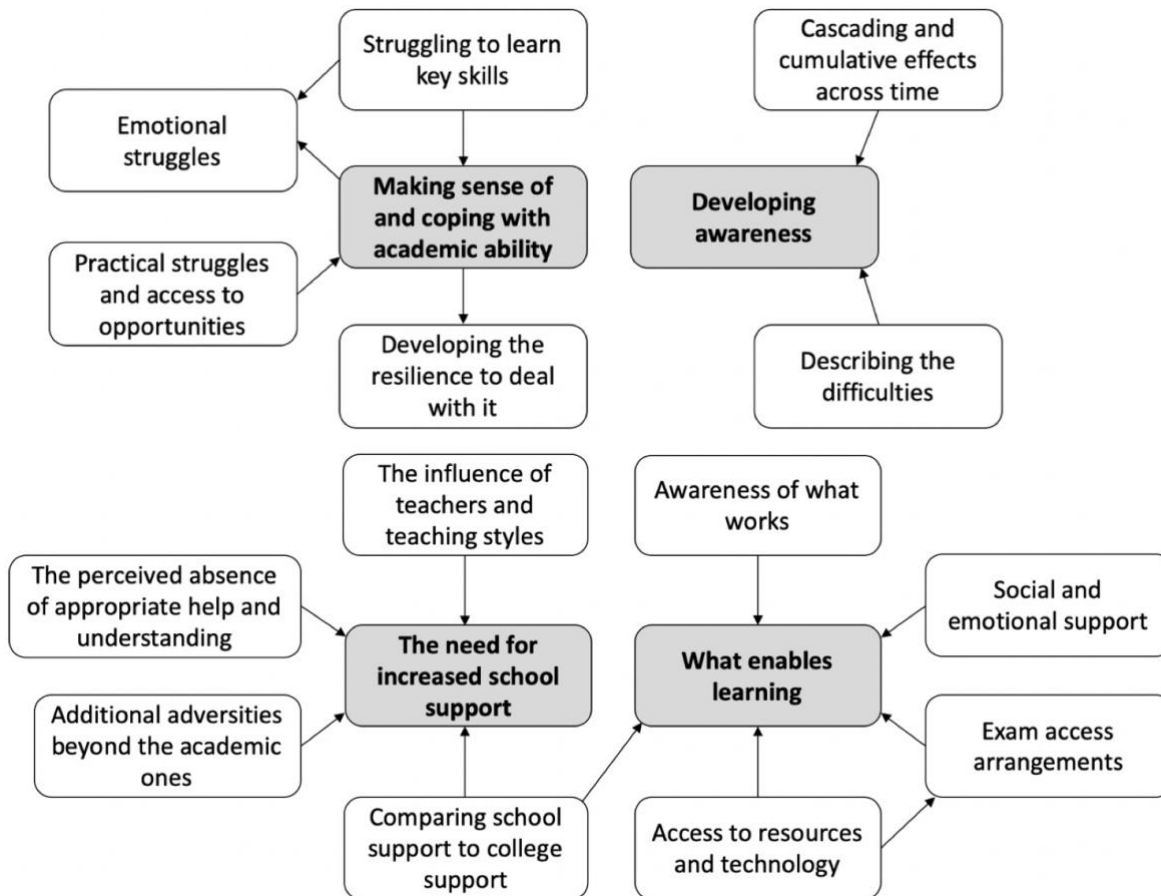 Struggling to learn
key skills
Cascading and
cumulative effects
across time
Emotional
struggles
Making sense of
and coping with
academic ability
Developing
awareness
Practical struggles
and access to
opportunities
Developing the
resilience to deal
with it
Describing the
difficulties
The influence of
teachers and
teaching styles
Awareness of what
works
The perceived absence
of appropriate help and
understanding
Social and
emotional support
The need for
increased school
support
What enables
learning
Additional adversities
beyond the academic
ones
Exam access
arrangements
Comparing school
support to college
support
Access to resources
and technology